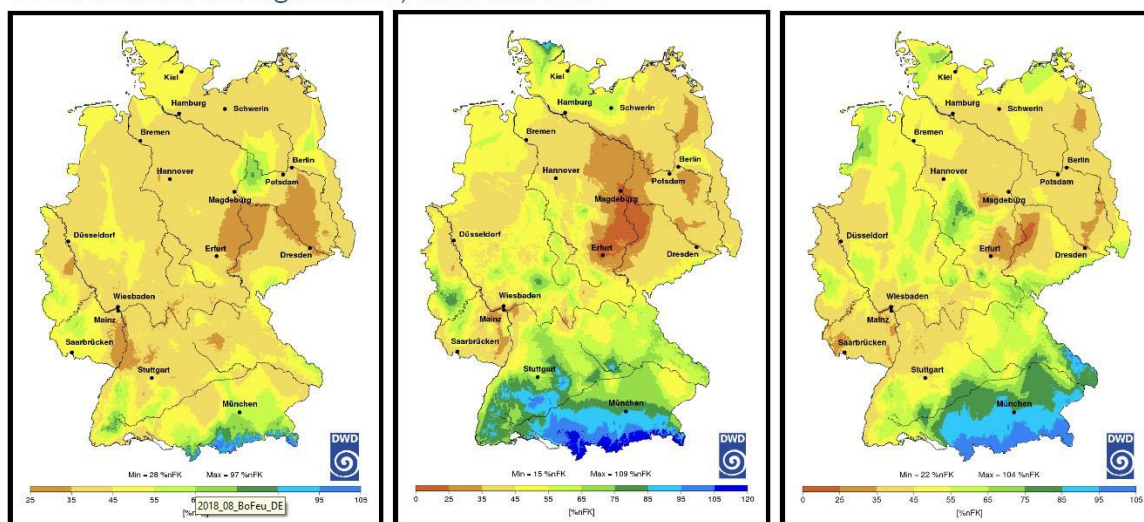 Kiel
Hamburg
Schwerin
Bremen
Berlin
Hannover
Potsdam
Magdeburg
Düsseldorf
Erfurt
Dresden
Wiesbaden
Mainz
Saarbrücken
Stuttgart
München
DWD
Min = 28 %nFK Max = 97 %nFK
25 35 45 55 95 105
[%nFK]
2018_08_BoFeu_DE
Kiel
Hamburg
Schwerin
Bremen
Berlin
Hannover
Potsdam
Magdeburg
Düsseldorf
Erfurt
Dresden
Wiesbaden
Mainz
Saarbrücken
Stuttgart
München
DWD
Min = 15 %nFK Max = 109 %nFK
0 25 35 45 55 65 75 85 95 105 120
[%nFK]
Kiel
Hamburg
Schwerin
Bremen
Berlin
Hannover
Potsdam
Magdeburg
Düsseldorf
Erfurt
Dresden
Wiesbaden
Mainz
Saarbrücken
Stuttgart
München
DWD
Min = 22 %nFK Max = 104 %nFK
0 25 35 45 55 65 75 85 95 105
[%nFK]